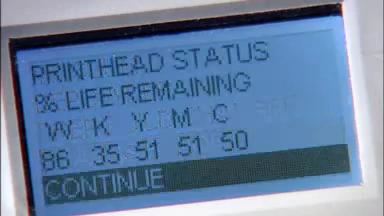 PRINTHEAD STATUS
% LIFE REMAINING
W K Y M C
86 35 51 51 50
CONTINUE